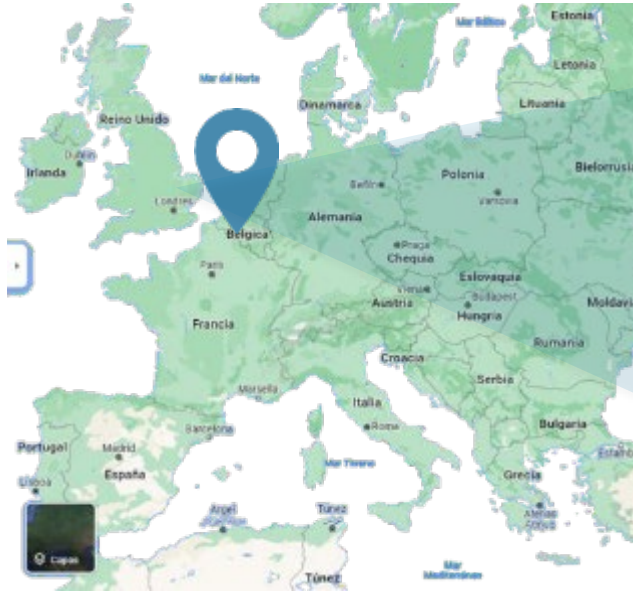 Estonia
Mar Báltico
Letonia
Mar del Norte
Dinamarca
Lituania
Reino Unido
Dublín
Irlanda
Bielorrusia
Polonia
Berlín
Varsovia
Londres
Alemania
Bélgica
Praga
Chequia
París
Eslovaquia
Viena
Budapest
Austria
Hungría
Moldavi
Francia
Rumanía
Croacia
Serbia
Marsella
Italia
Barcelona
Roma
Bulgaria
Portugal
Madrid
Mar Tirreno
Estamb
España
Grecia
Lisboa
Argel
Túnez
Atenas
Capas
Mar
Mediterráneo
Túnez